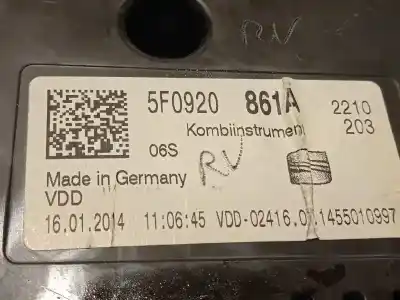 RV
5F0920 861A 2210
Kombiinstrument 203
06S
RV
Made in Germany
VDD
16.01.2014 11:06:45 VDD-02416.0 1455010997